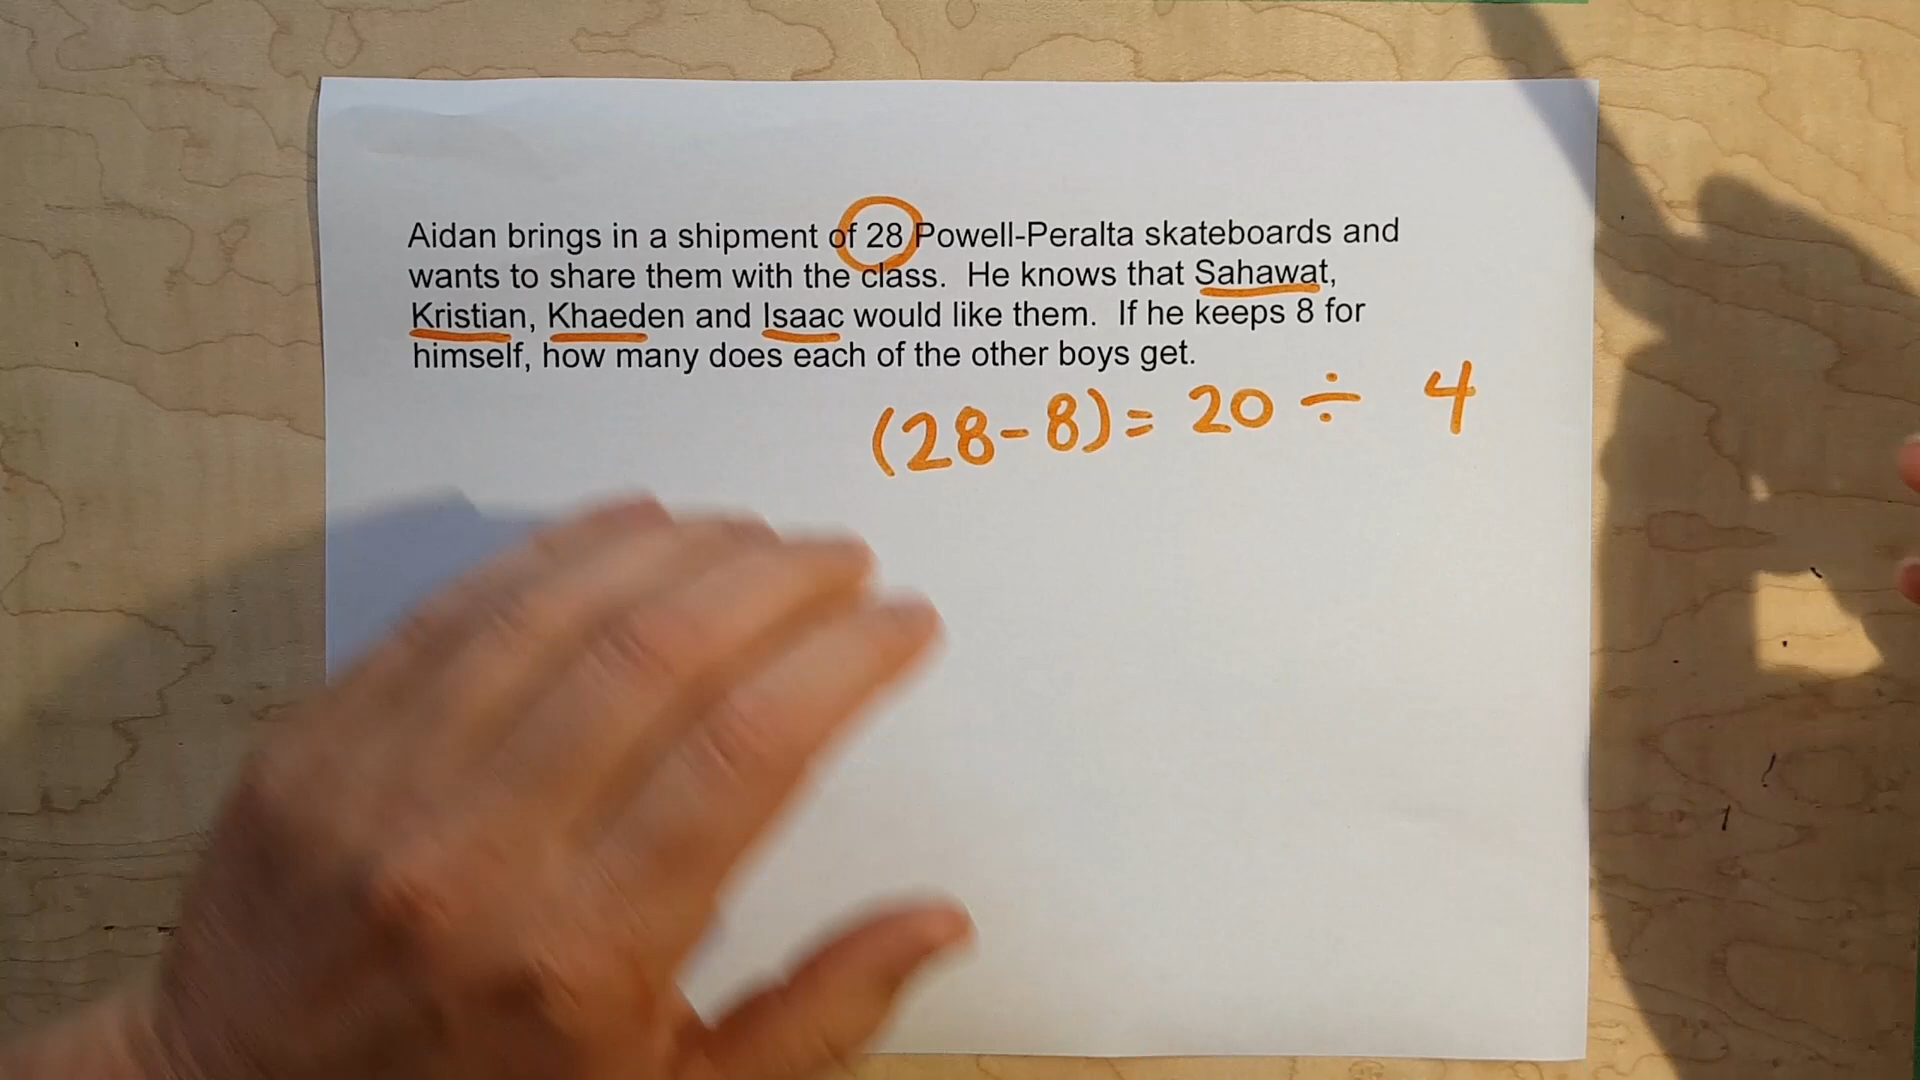 Aidan brings in a shipment of 28 Powell-Peralta skateboards and
wants to share them with the class. He knows that Sahawat,
Kristian, Khaeden and Isaac would like them. If he keeps 8 for
himself, how many does each of the other boys get.
(28-8)= 20 ÷ 4